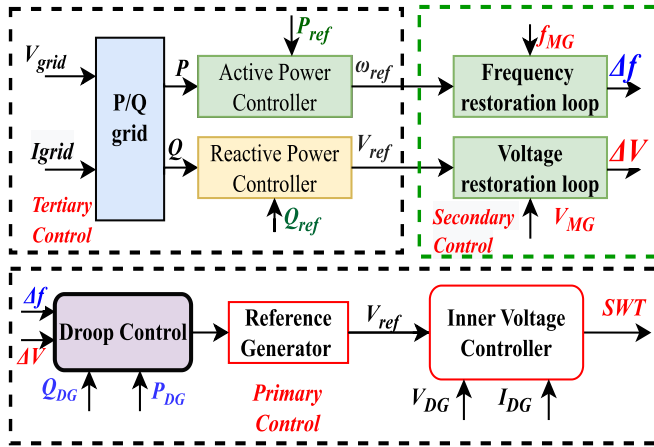 P_ref
f_MG
V_grid
P
Active Power
Controller
ω_ref
Frequency
restoration loop
Δf
P/Q
grid
Igrid
Q
Reactive Power
Controller
V_ref
Voltage
restoration loop
ΔV
Tertiary
Control
Q_ref
Secondary
Control
V_MG
Δf
ΔV
Droop Control
Reference
Generator
V_ref
Inner Voltage
Controller
SWT
Q_DG
P_DG
Primary
Control
V_DG
I_DG